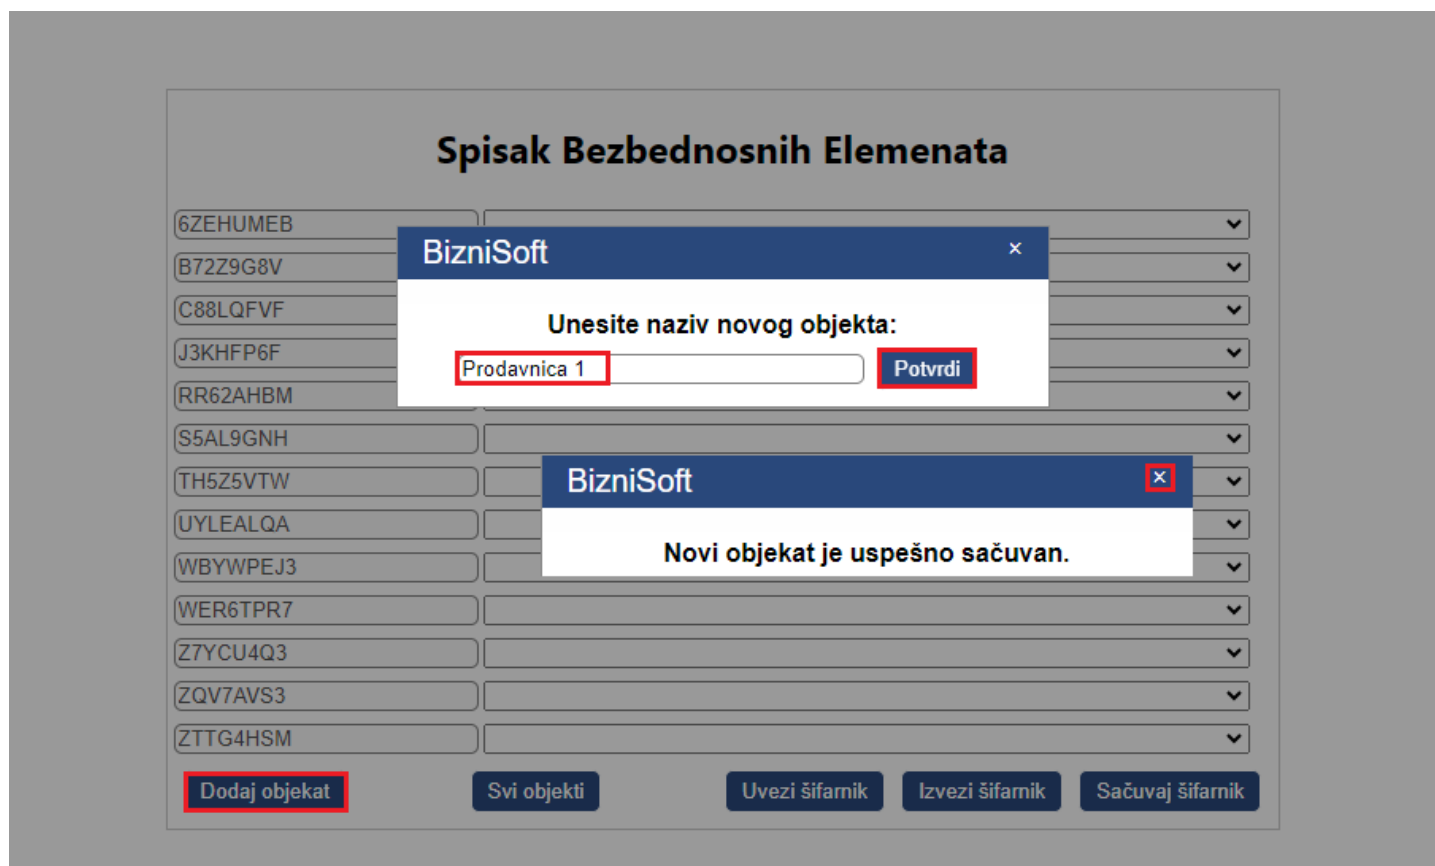 Spisak Bezbednosnih Elemenata
6ZEHUMEB
BizniSoft ×
B72Z9G8V
C88LQFVF
Unesite naziv novog objekta:
J3KHFP6F
Prodavnica 1 Potvrdi
RR62AHBM
S5AL9GNH
TH5Z5VTW
BizniSoft ×
UYLEALQA
Novi objekat je uspešno sačuvan.
WBYWPEJ3
WER6TPR7
Z7YCU4Q3
ZQV7AVS3
ZTTG4HSM
Dodaj objekat Svi objekti Uvezi šifarnik Izvezi šifarnik Sačuvaj šifarnik